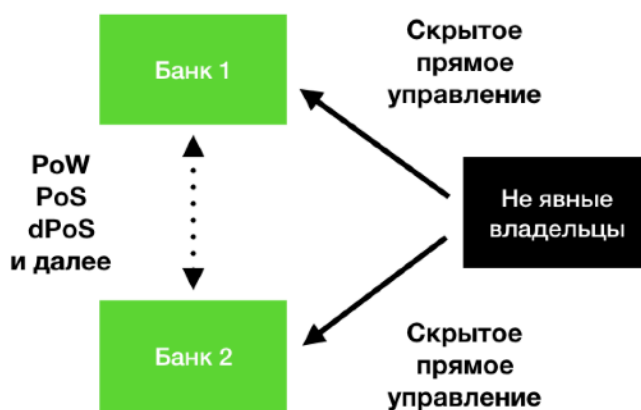 Банк 1
Скрытое
прямое
управление
PoW
PoS
dPoS
и далее
Не явные
владельцы
Банк 2
Скрытое
прямое
управление